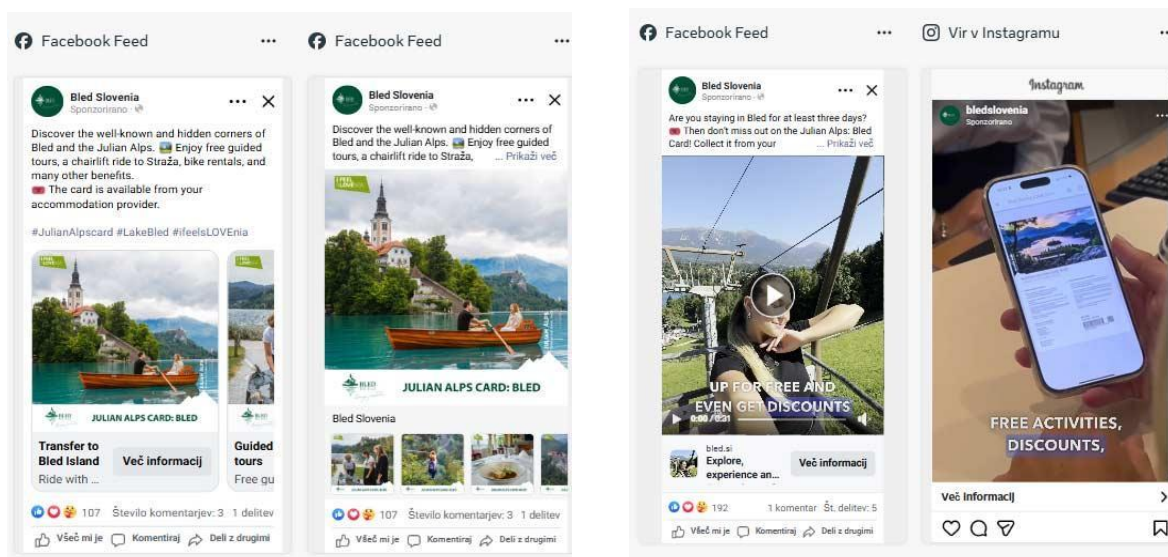 Facebook Feed
Bled Slovenia
Sponzorirano
Discover the well-known and hidden corners of
Bled and the Julian Alps. Enjoy free guided
tours, a chairlift ride to Straža, bike rentals, and
many other benefits.
The card is available from your
accommodation provider.
#JulianAlpscard #LakeBled #ifeelsLOVEnia
JULIAN ALPS CARD: BLED
Transfer to
Bled Island
Ride with ...
Več informacij
Guided
tours
Free gu
107 Število komentarjev: 3 1 delitev
Všeč mi je Komentiraj Deli z drugimi
Facebook Feed
Bled Slovenia
Sponzorirano
Discover the well-known and hidden corners of
Bled and the Julian Alps. Enjoy free guided
tours, a chairlift ride to Straža, ... Prikaži več
I FEEL
SLOVENIA
BLED
JULIAN ALPS
JULIAN ALPS CARD: BLED
Bled Slovenia
107 Število komentarjev: 3 1 delitev
Všeč mi je Komentiraj Deli z drugimi
Facebook Feed
Bled Slovenia
Sponzorirano
Are you staying in Bled for at least three days?
Then don't miss out on the Julian Alps: Bled
Card! Collect it from your ... Prikaži več
UP FOR FREE AND
EVEN GET DISCOUNTS
0:00 / 0:31
bled.si
Explore,
experience an...
Več informacij
192 1 komentar Št. delitev: 5
Všeč mi je Komentiraj Deli z drugimi
Vir v Instagramu
Instagram
bledslovenia
Sponzorirano
FREE ACTIVITIES,
DISCOUNTS,
Več informacij